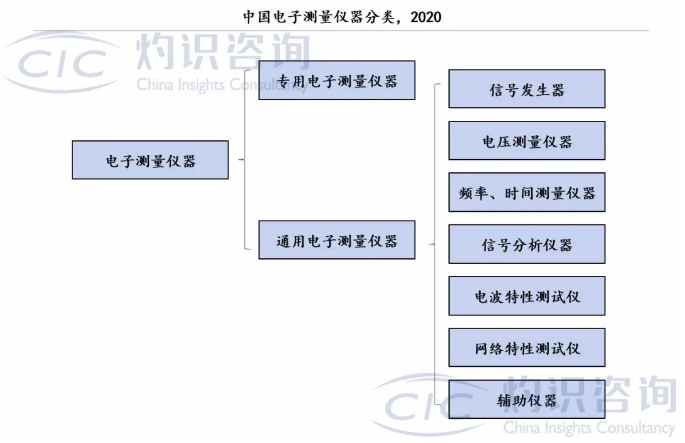 中国电子测量仪器分类，2020
CIC 灼识咨询
China Insights Consultancy
专用电子测量仪器
信号发生器
电压测量仪器
电子测量仪器
频率、时间测量仪器
通用电子测量仪器
信号分析仪器
电波特性测试仪
网络特性测试仪
辅助仪器
CIC 灼识咨询
China Insights Consultancy